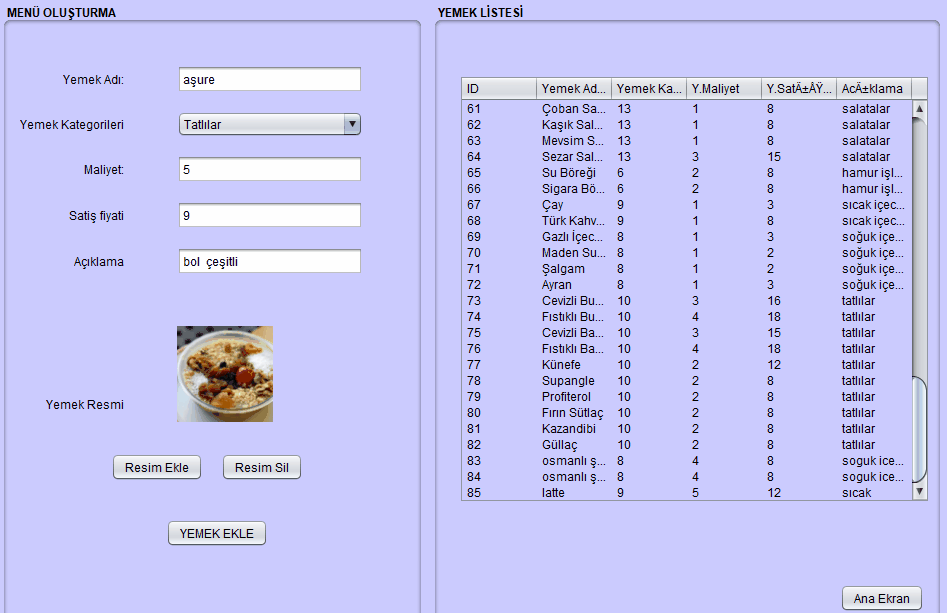 MENÜ OLUŞTURMA
Yemek Adı: aşure
Yemek Kategorileri Tatlılar
Maliyet: 5
Satiş fiyati 9
Açıklama bol çeşitli
Yemek Resmi
Resim Ekle Resim Sil
YEMEK EKLE
YEMEK LİSTESİ
ID Yemek Ad... Yemek Ka... Y.Maliyet Y.SatÄ±ÅŸ... AcÄ±klama
61 Çoban Sa... 13 1 8 salatalar
62 Kaşık Sal... 13 1 8 salatalar
63 Mevsim S... 13 1 8 salatalar
64 Sezar Sal... 13 3 15 salatalar
65 Su Böreği 6 2 8 hamur işl...
66 Sigara Bö... 6 2 8 hamur işl...
67 Çay 9 1 3 sıcak içec...
68 Türk Kahv... 9 1 8 sıcak içec...
69 Gazlı İçec... 8 1 3 soğuk içe...
70 Maden Su... 8 1 2 soğuk içe...
71 Şalgam 8 1 2 soğuk içe...
72 Ayran 8 1 3 soğuk içe...
73 Cevizli Bu... 10 3 16 tatlılar
74 Fıstıklı Bu... 10 4 18 tatlılar
75 Cevizli Ba... 10 3 15 tatlılar
76 Fıstıklı Ba... 10 4 18 tatlılar
77 Künefe 10 2 12 tatlılar
78 Supangle 10 2 8 tatlılar
79 Profiterol 10 2 8 tatlılar
80 Fırın Sütlaç 10 2 8 tatlılar
81 Kazandibi 10 2 8 tatlılar
82 Güllaç 10 2 8 tatlılar
83 osmanlı ş... 8 4 8 soguk ice...
84 osmanlı ş... 8 4 8 soguk ice...
85 latte 9 5 12 sıcak
Ana Ekran